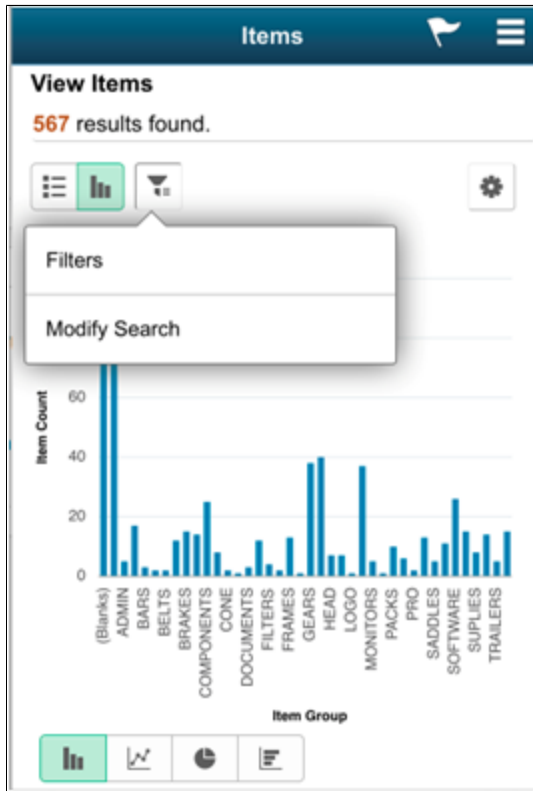 Items
View Items
567 results found.
Filters
Modify Search
60
40
20
0
Item Count
(Blanks)
ADMIN
BARS
BELTS
BRAKES
COMPONENTS
CONE
DOCUMENTS
FILTERS
FRAMES
GEARS
HEAD
LOGO
MONITORS
PACKS
PRO
SADDLES
SOFTWARE
SUPLIES
TRAILERS
Item Group